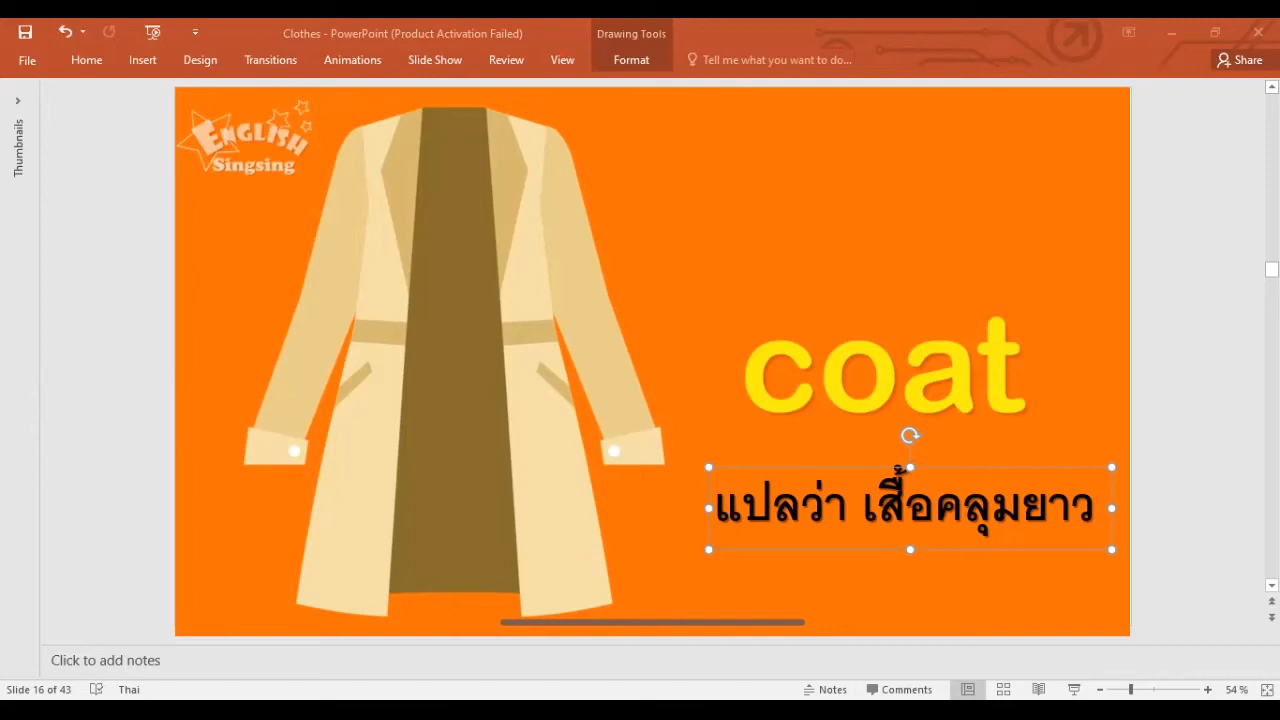 Clothes - PowerPoint (Product Activation Failed)
Drawing Tools
File
Home
Insert
Design
Transitions
Animations
Slide Show
Review
View
Format
Tell me what you want to do...
Share
Thumbnails
ENGLISH
Singsing
coat
แปลว่า เสื้อคลุมยาว
Click to add notes
Slide 16 of 43
Thai
Notes
Comments
54 %